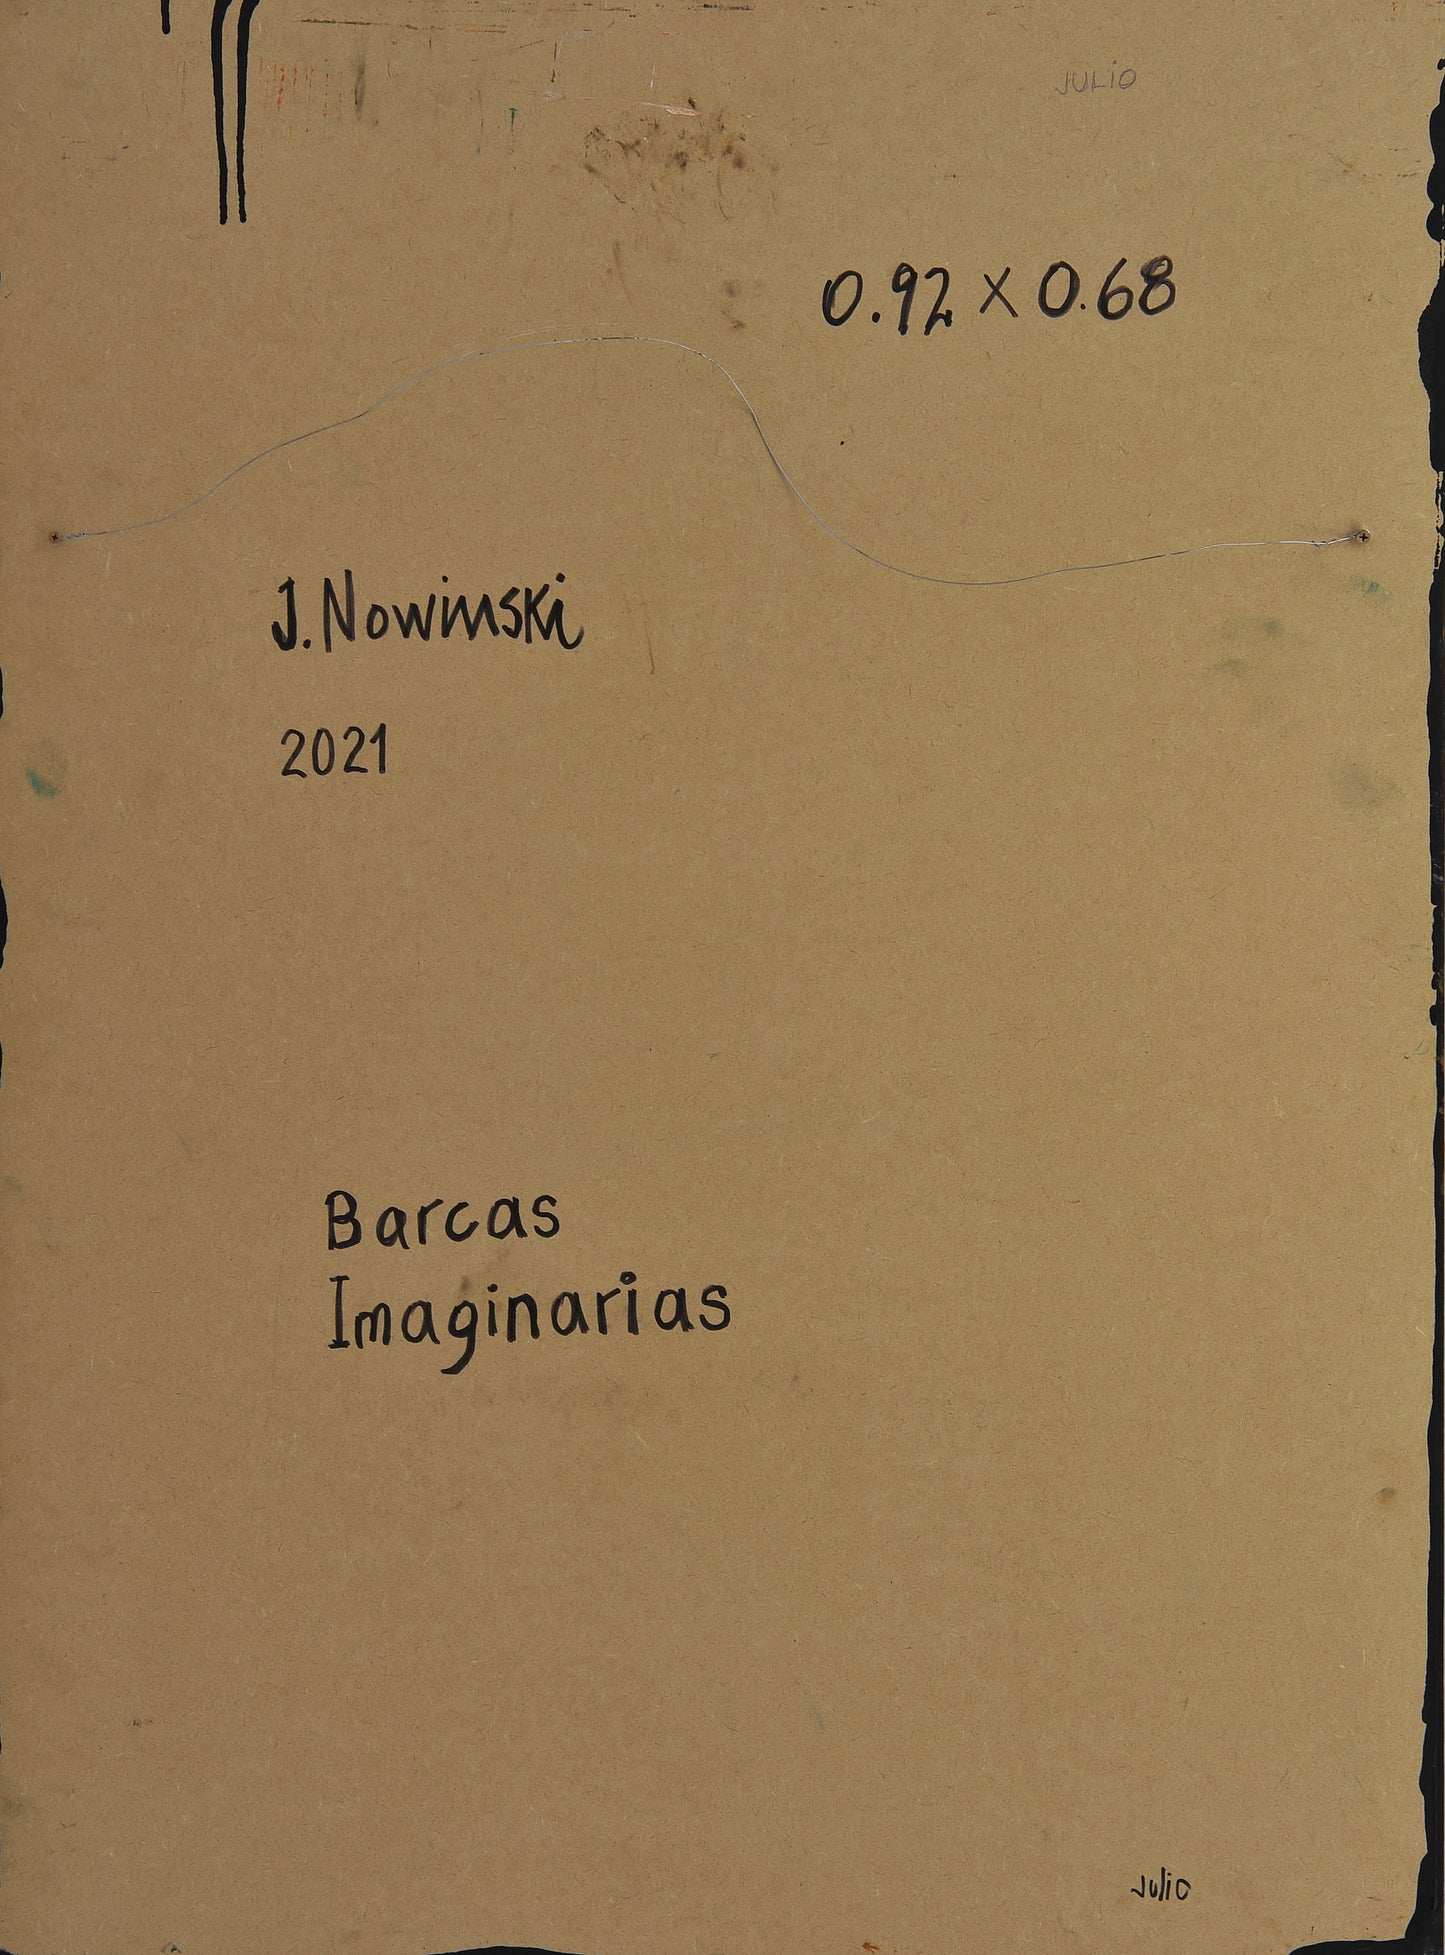 JULiO
0.92 x 0.68
J. Nowinski
2021
Barcas
Imaginarias
Julio